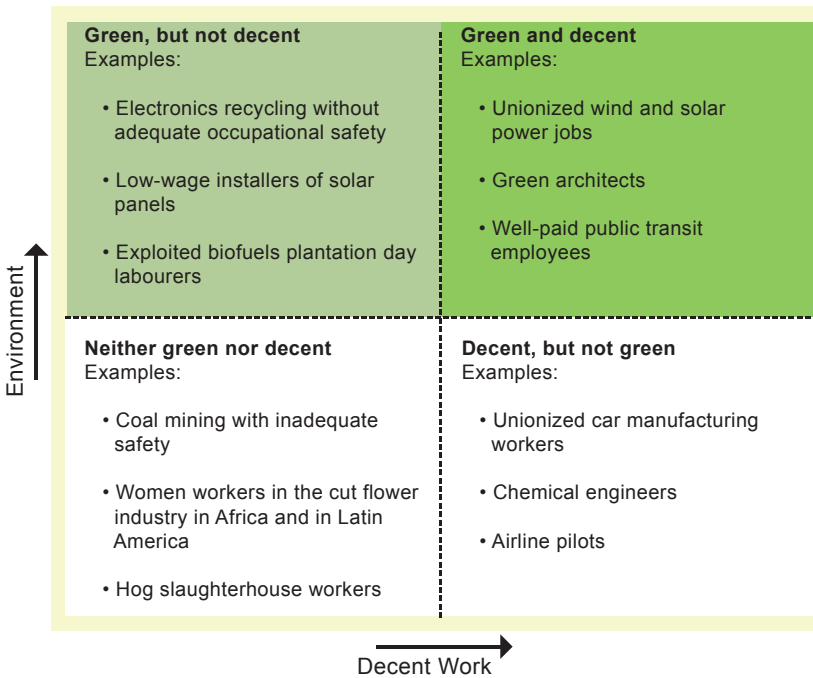 Green, but not decent
Examples:
• Electronics recycling without
adequate occupational safety
• Low-wage installers of solar
panels
• Exploited biofuels plantation day
labourers
Green and decent
Examples:
• Unionized wind and solar
power jobs
• Green architects
• Well-paid public transit
employees
Environment
Neither green nor decent
Examples:
• Coal mining with inadequate
safety
• Women workers in the cut flower
industry in Africa and in Latin
America
• Hog slaughterhouse workers
Decent, but not green
Examples:
• Unionized car manufacturing
workers
• Chemical engineers
• Airline pilots
Decent Work